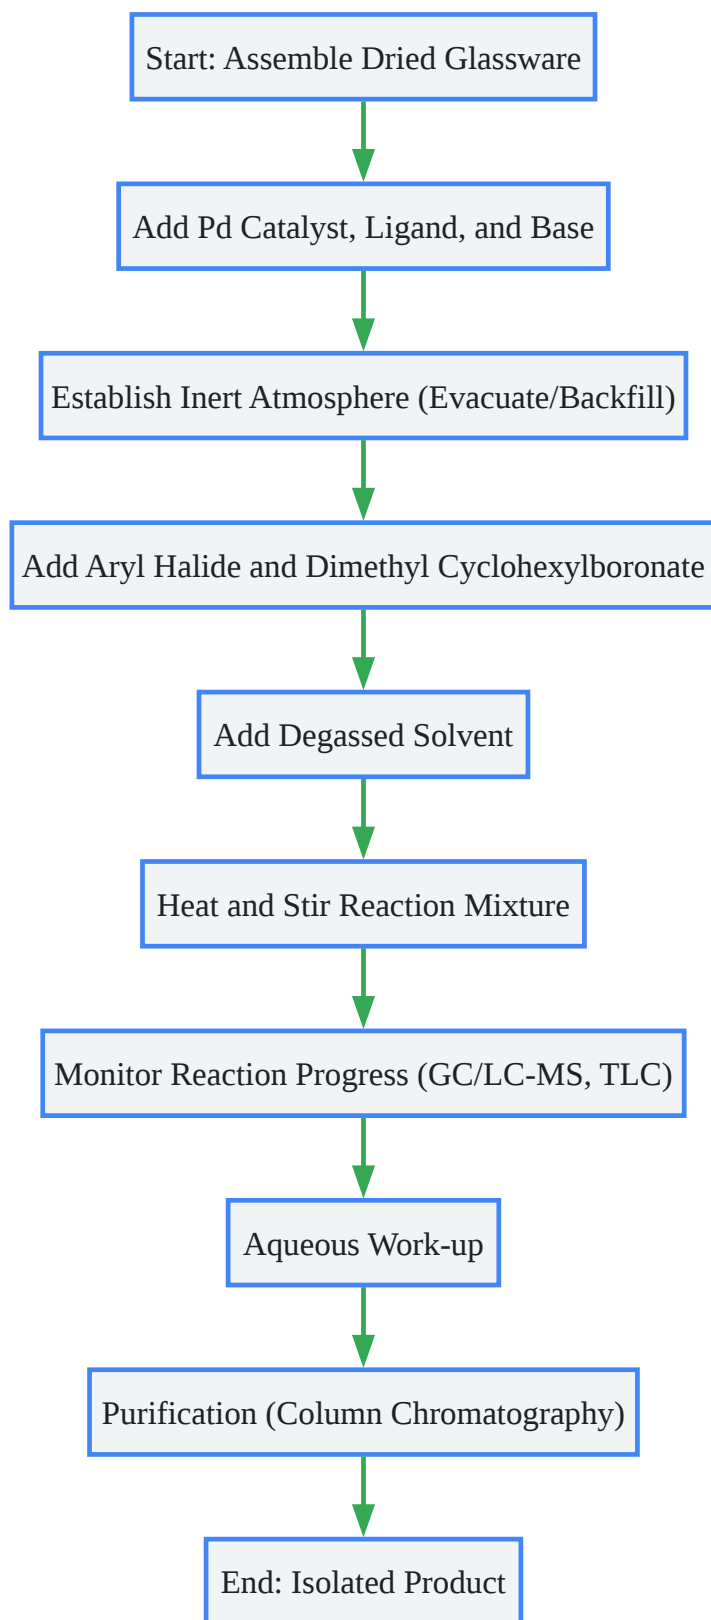 Start: Assemble Dried Glassware
Add Pd Catalyst, Ligand, and Base
Establish Inert Atmosphere (Evacuate/Backfill)
Add Aryl Halide and Dimethyl Cyclohexylboronate
Add Degassed Solvent
Heat and Stir Reaction Mixture
Monitor Reaction Progress (GC/LC-MS, TLC)
Aqueous Work-up
Purification (Column Chromatography)
End: Isolated Product